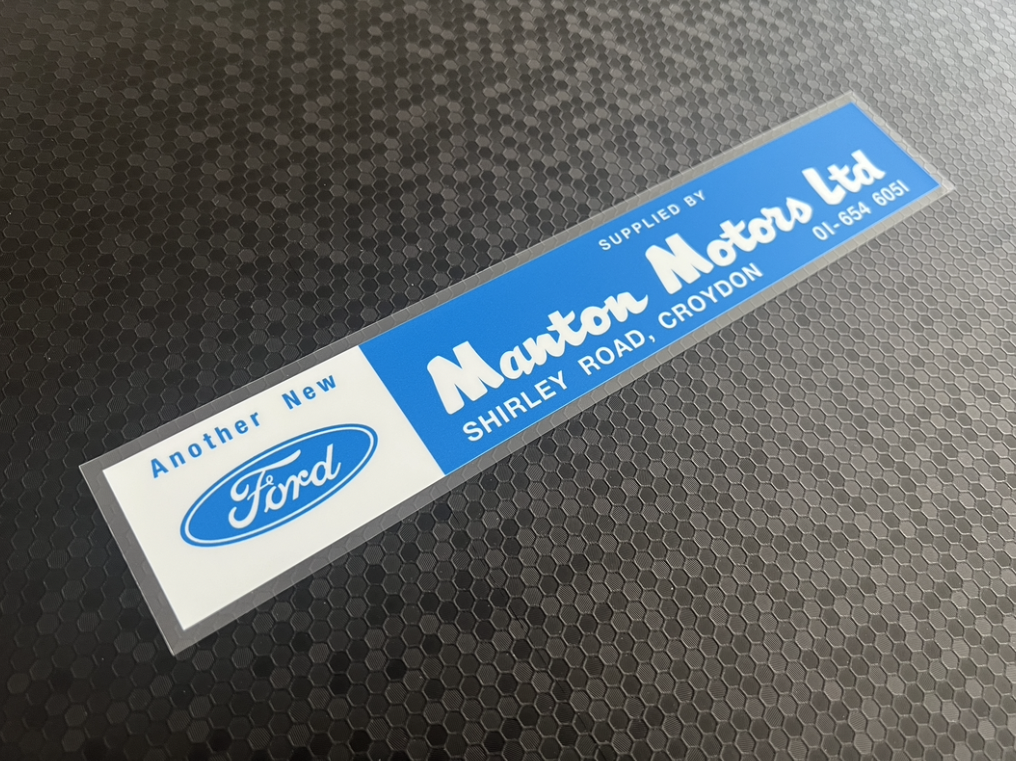 Another New
Ford
SUPPLIED BY
Manton Motors Ltd
SHIRLEY ROAD, CROYDON
01-654 6051